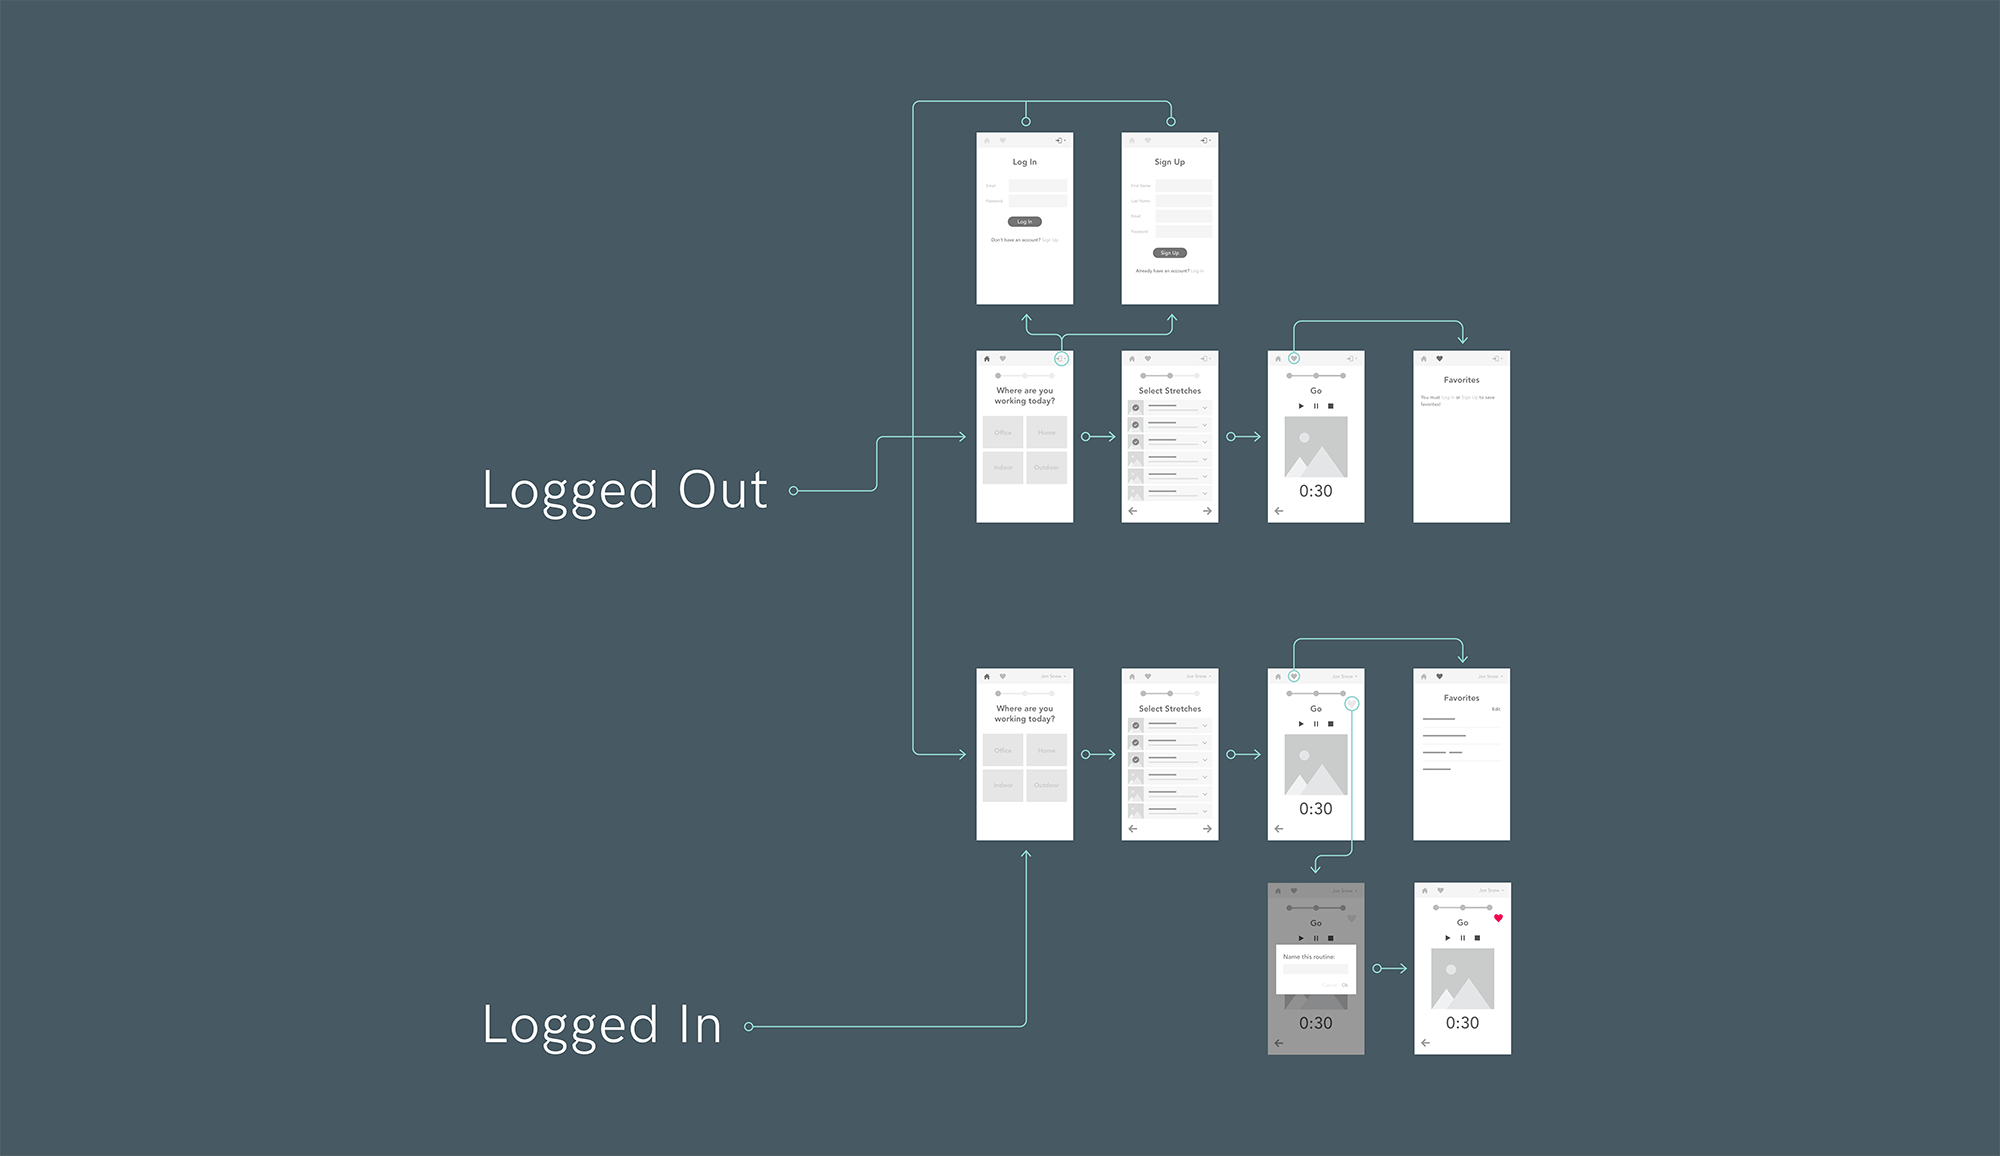 Log In
Email
Password
Log In
Don't have an account? Sign Up
Sign Up
First Name
Last Name
Email
Password
Sign Up
Already have an account? Log In
Logged Out
Where are you
working today?
Office Home
Indoor Outdoor
Select Stretches
Go
0:30
Favorites
You must Log In or Sign Up to save
favorites!
Jon Snow
Where are you
working today?
Office Home
Indoor Outdoor
Jon Snow
Select Stretches
Jon Snow
Go
0:30
Jon Snow
Favorites
Edit
Logged In
Jon Snow
Go
Name this routine:
Cancel Ok
0:30
Jon Snow
Go
0:30